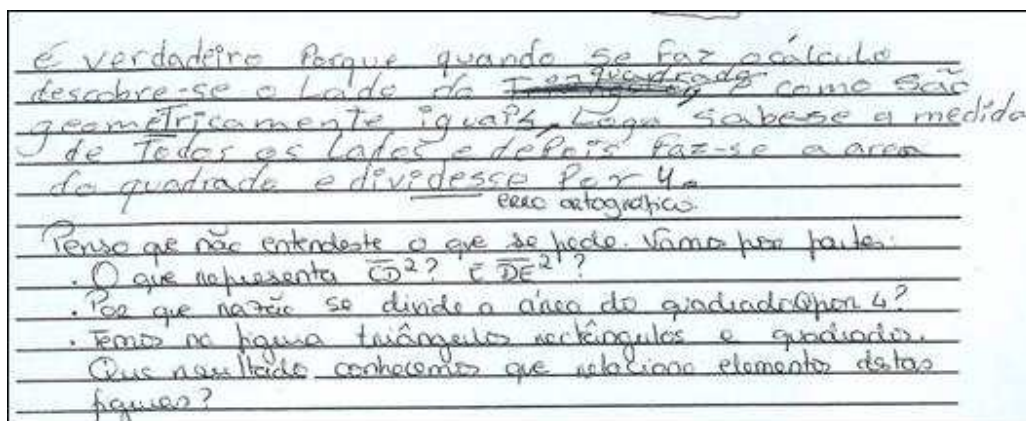 é verdadeiro Porque quando se faz o cálculo
descobre-se o Lado do quadrado e como São
geometricamente iguais, Logo sabese a medida
de Todos os Lados e depois faz-se a area
do quadrado e dividesse Por 4.
erro ortográfico.
Penso que não entendeste o que se pede. Vamos por partes:
. O que representa CD²? E DE²?
. Por que razão se divide a área do quadrado por 4?
. Temos na figura triângulos rectângulos e quadrados.
Que resultado conhecemos que relaciona elementos destas
figuras?